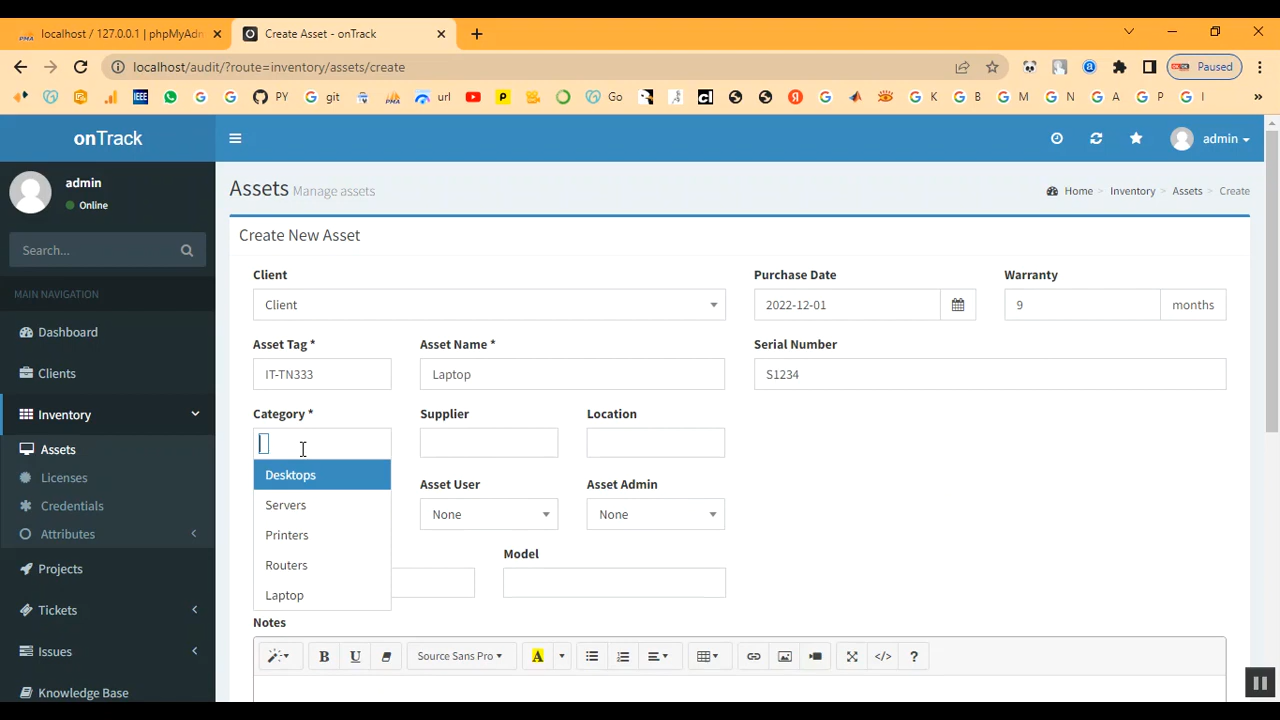 localhost / 127.0.0.1 | phpMyAdn
Create Asset - onTrack
localhost/audit/?route=inventory/assets/create
Paused
IEEE
PY
git
url
Go
K
B
M
N
A
P
I
onTrack
admin
admin
Online
Assets Manage assets
Home > Inventory > Assets > Create
Search...
Create New Asset
MAIN NAVIGATION
Client
Purchase Date
Warranty
Client
2022-12-01
9
months
Dashboard
Asset Tag *
Asset Name *
Serial Number
Clients
IT-TN333
Laptop
S1234
Inventory
Category *
Supplier
Location
Assets
Desktops
Licenses
Asset User
Asset Admin
Servers
Credentials
None
None
Printers
Attributes
Model
Routers
Projects
Laptop
Tickets
Notes
Issues
B
U
Source Sans Pro
A
</>
?
Knowledge Base